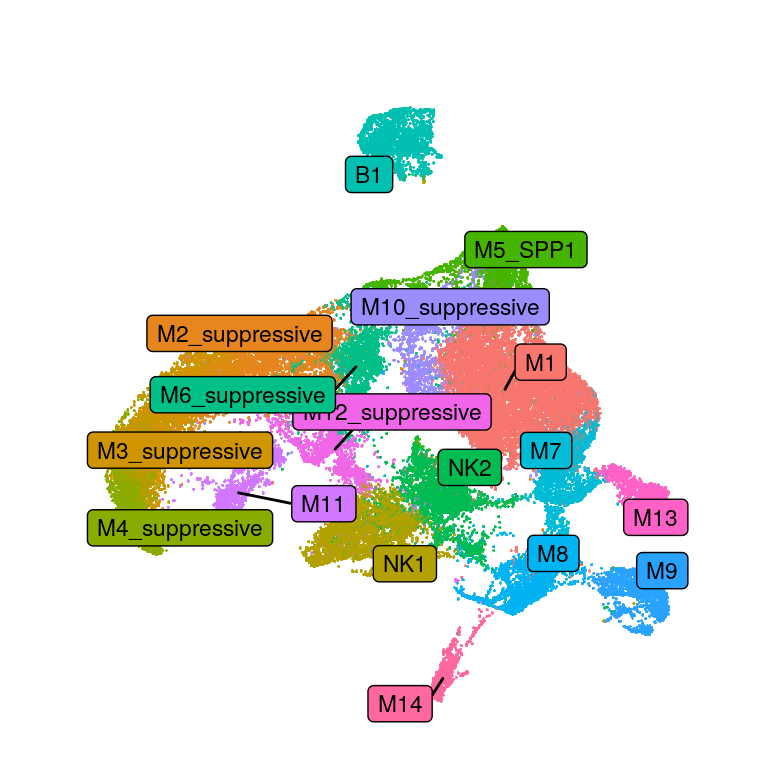 B1
M5_SPP1
M10_suppressive
M2_suppressive
M1
M6_suppressive
M12_suppressive
M3_suppressive
M7
NK2
M11
M13
M4_suppressive
M8
NK1
M9
M14